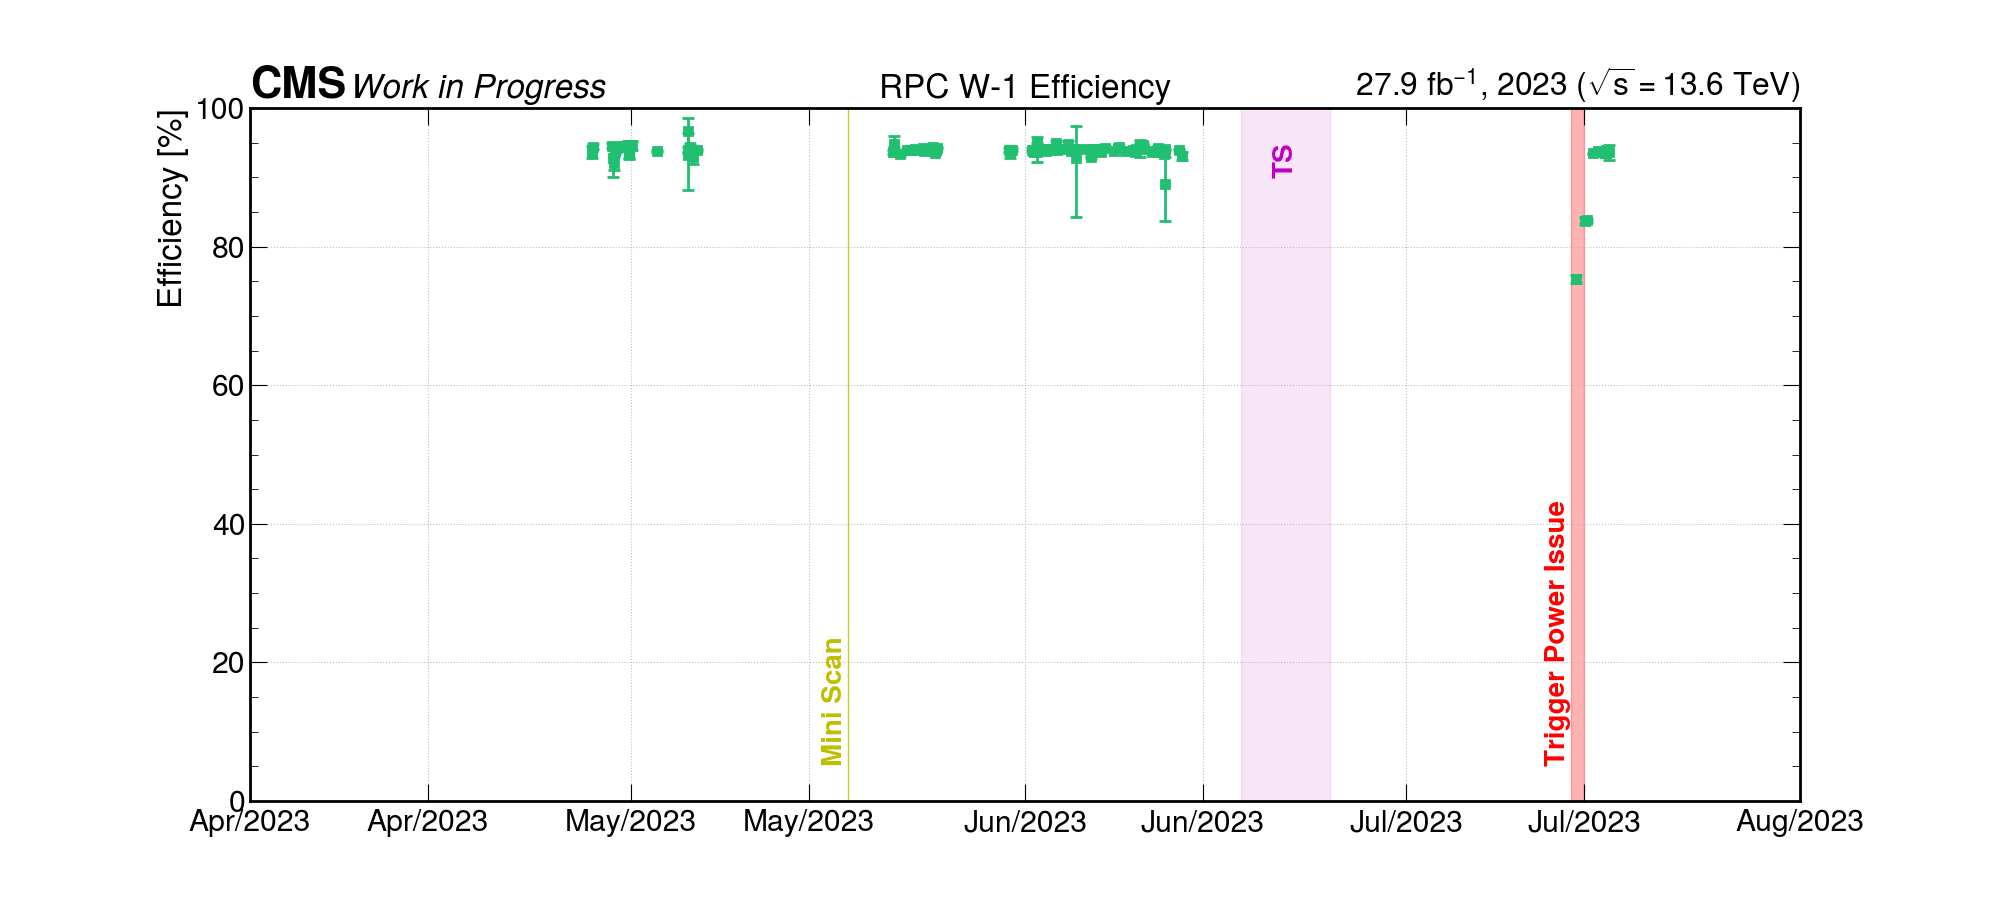 CMS Work in Progress
RPC W-1 Efficiency
27.9 fb⁻¹, 2023 (√s = 13.6 TeV)
Efficiency [%]
100
80
60
40
20
0
TS
Mini Scan
Trigger Power Issue
Apr/2023 Apr/2023 May/2023 May/2023 Jun/2023 Jun/2023 Jul/2023 Jul/2023 Aug/2023